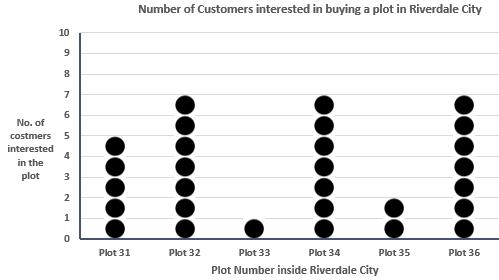 Number of Customers interested in buying a plot in Riverdale City
10
9
8
7
6
5
4
3
2
1
0
No. of
costmers
interested
in the
plot
Plot 31 Plot 32 Plot 33 Plot 34 Plot 35 Plot 36
Plot Number inside Riverdale City